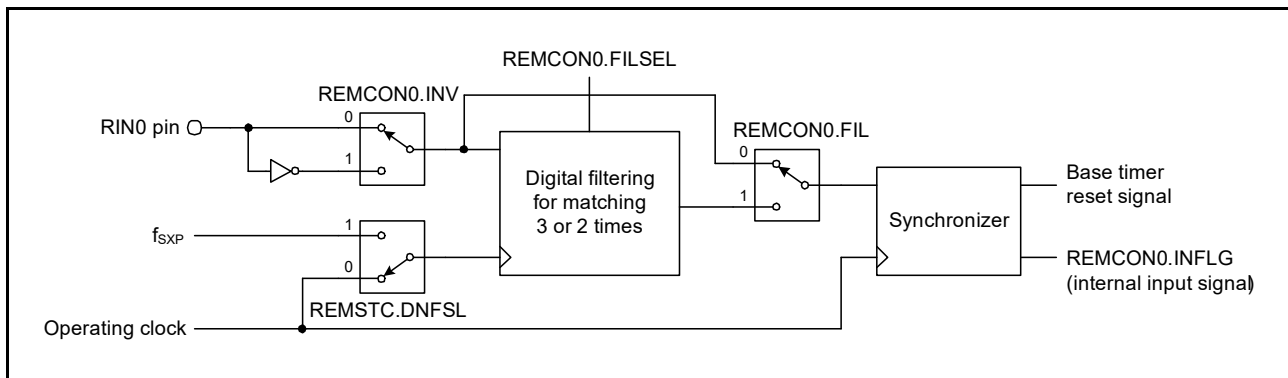 REMCON0.FILSEL
REMCON0.INV
RIN0 pin
0
1
REMCON0.FIL
0
1
Digital filtering
for matching
3 or 2 times
Base timer
reset signal
Synchronizer
fSXP
1
0
REMSTC.DNFSL
REMCON0.INFLG
(internal input signal)
Operating clock